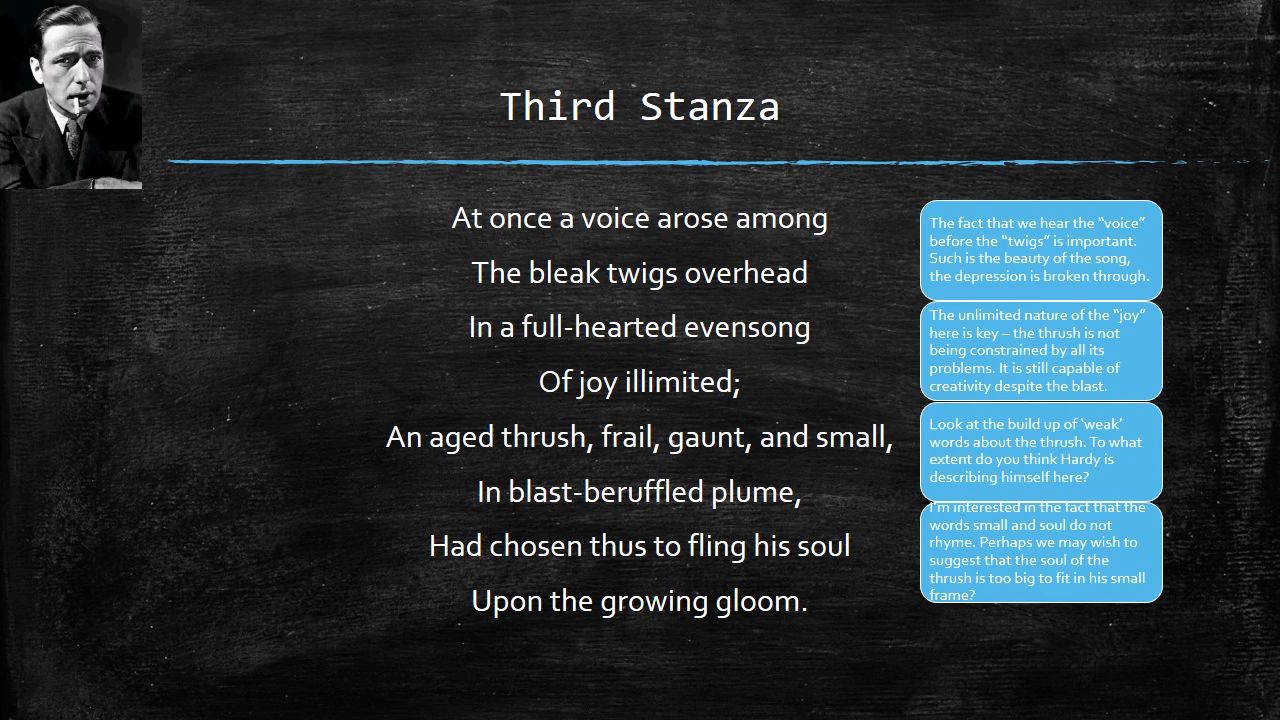 Third Stanza
At once a voice arose among
The bleak twigs overhead
In a full-hearted evensong
Of joy illimited;
An aged thrush, frail, gaunt, and small,
In blast-beruffled plume,
Had chosen thus to fling his soul
Upon the growing gloom.
The fact that we hear the “voice”
before the “twigs” is important.
Such is the beauty of the song,
the depression is broken through.
The unlimited nature of the “joy”
here is key – the thrush is not
being constrained by all its
problems. It is still capable of
creativity despite the blast.
Look at the build up of ‘weak’
words about the thrush. To what
extent do you think Hardy is
describing himself here?
I’m interested in the fact that the
words small and soul do not
rhyme. Perhaps we may wish to
suggest that the soul of the
thrush is too big to fit in his small
frame?